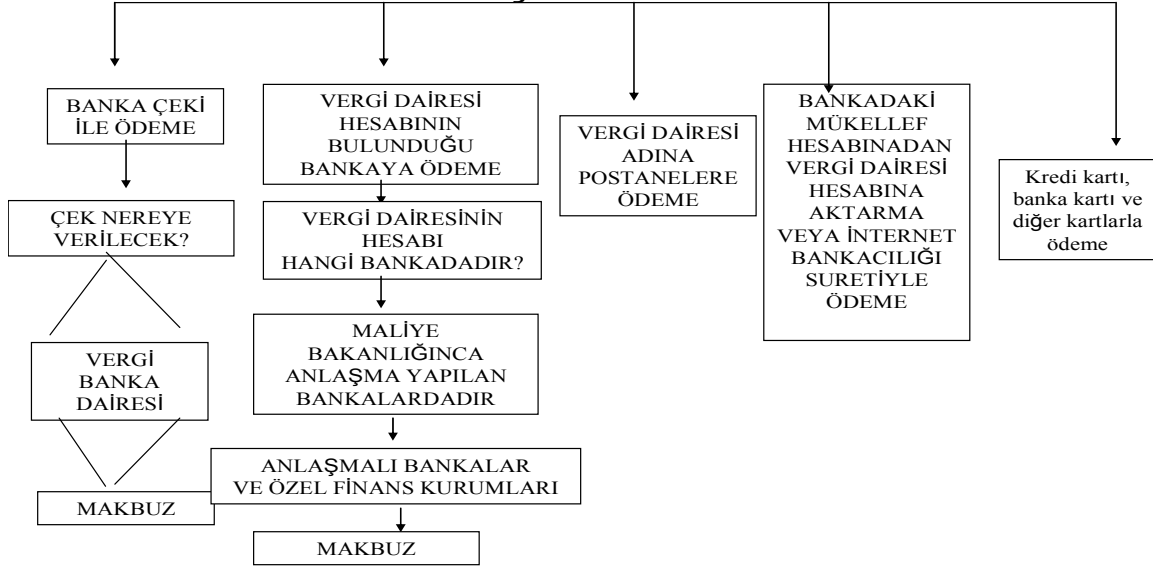 BANKA ÇEKİ
İLE ÖDEME
ÇEK NEREYE
VERİLECEK?
VERGİ
BANKA
DAİRESİ
MAKBUZ
VERGİ DAİRESİ
HESABININ
BULUNDUĞU
BANKAYA ÖDEME
VERGİ DAİRESİNİN
HESABI
HANGİ BANKADADIR?
MALİYE
BAKANLIĞINCA
ANLAŞMA YAPILAN
BANKALARDADIR
ANLAŞMALI BANKALAR
VE ÖZEL FİNANS KURUMLARI
MAKBUZ
VERGİ DAİRESİ
ADINA
POSTANELERE
ÖDEME
BANKADAKİ
MÜKELLEF
HESABINADAN
VERGİ DAİRESİ
HESABINA
AKTARMA
VEYA İNTERNET
BANKACILIĞI
SURETİYLE
ÖDEME
Kredi kartı,
banka kartı ve
diğer kartlarla
ödeme